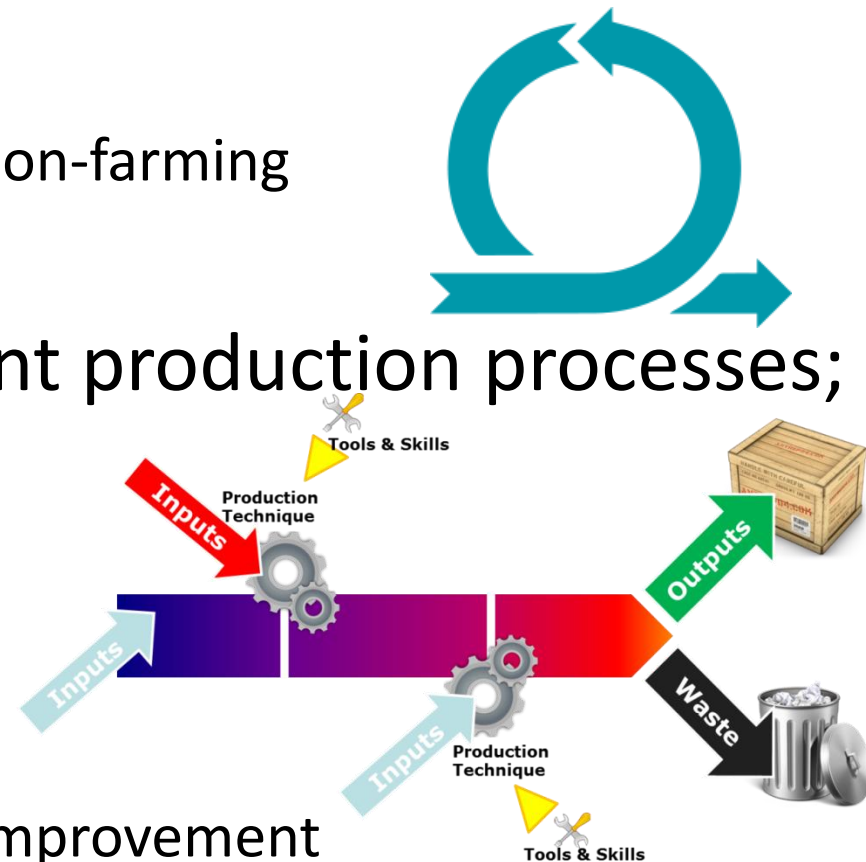 on-farming
nt production processes;
Tools & Skills
Production
Technique
Inputs
Inputs
Outputs
Inputs
Waste
Production
Technique
mprovement
Tools & Skills